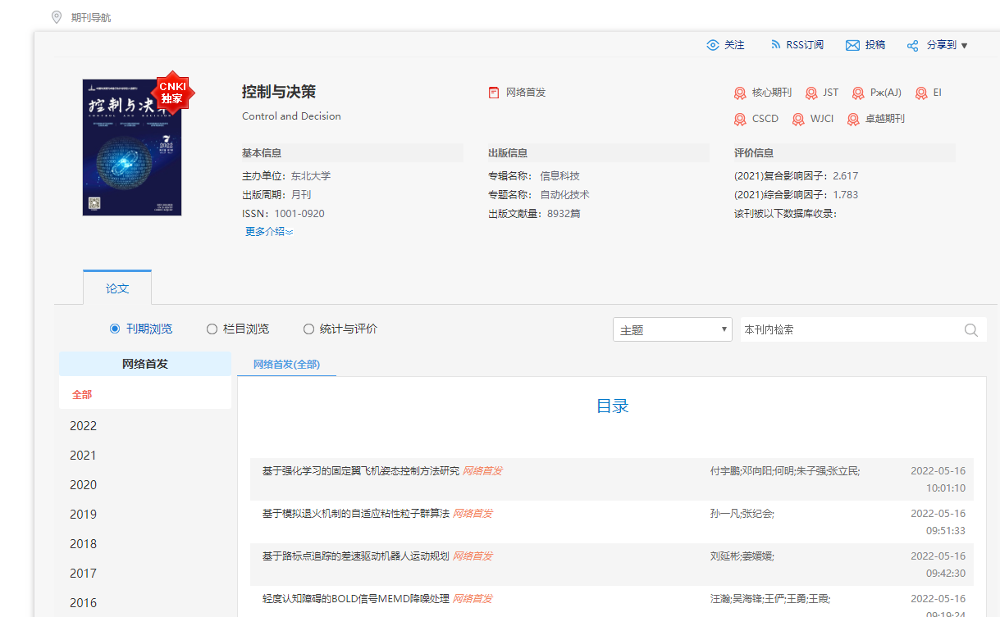 期刊导航
关注 RSS订阅 投稿 分享到▼
CNKI
独家
控制与决策
CONTROL AND DECISION
7
2022
控制与决策
Control and Decision
网络首发
核心期刊 JST Pж(AJ) EI
CSCD WJCI 卓越期刊
基本信息 出版信息 评价信息
主办单位：东北大学 专辑名称： 信息科技 (2021)复合影响因子：2.617
出版周期：月刊 专题名称： 自动化技术 (2021)综合影响因子：1.783
ISSN：1001-0920 出版文献量：8932篇 该刊被以下数据库收录：
更多介绍
论文
刊期浏览 栏目浏览 统计与评价 主题 本刊内检索
网络首发 网络首发(全部)
全部
2022
2021
2020
2019
2018
2017
2016
目录
基于强化学习的固定翼飞机姿态控制方法研究 网络首发 付宇鹏;邓向阳;何明;朱子强;张立民; 2022-05-16
10:01:10
基于模拟退火机制的自适应粘性粒子群算法 网络首发 孙一凡;张纪会; 2022-05-16
09:51:33
基于路标点追踪的差速驱动机器人运动规划 网络首发 刘延彬;姜媛媛; 2022-05-16
09:42:30
轻度认知障碍的BOLD信号MEMD降噪处理 网络首发 汪瀚;吴海锋;王俨;王勇;王霞; 2022-05-16
09:19:24